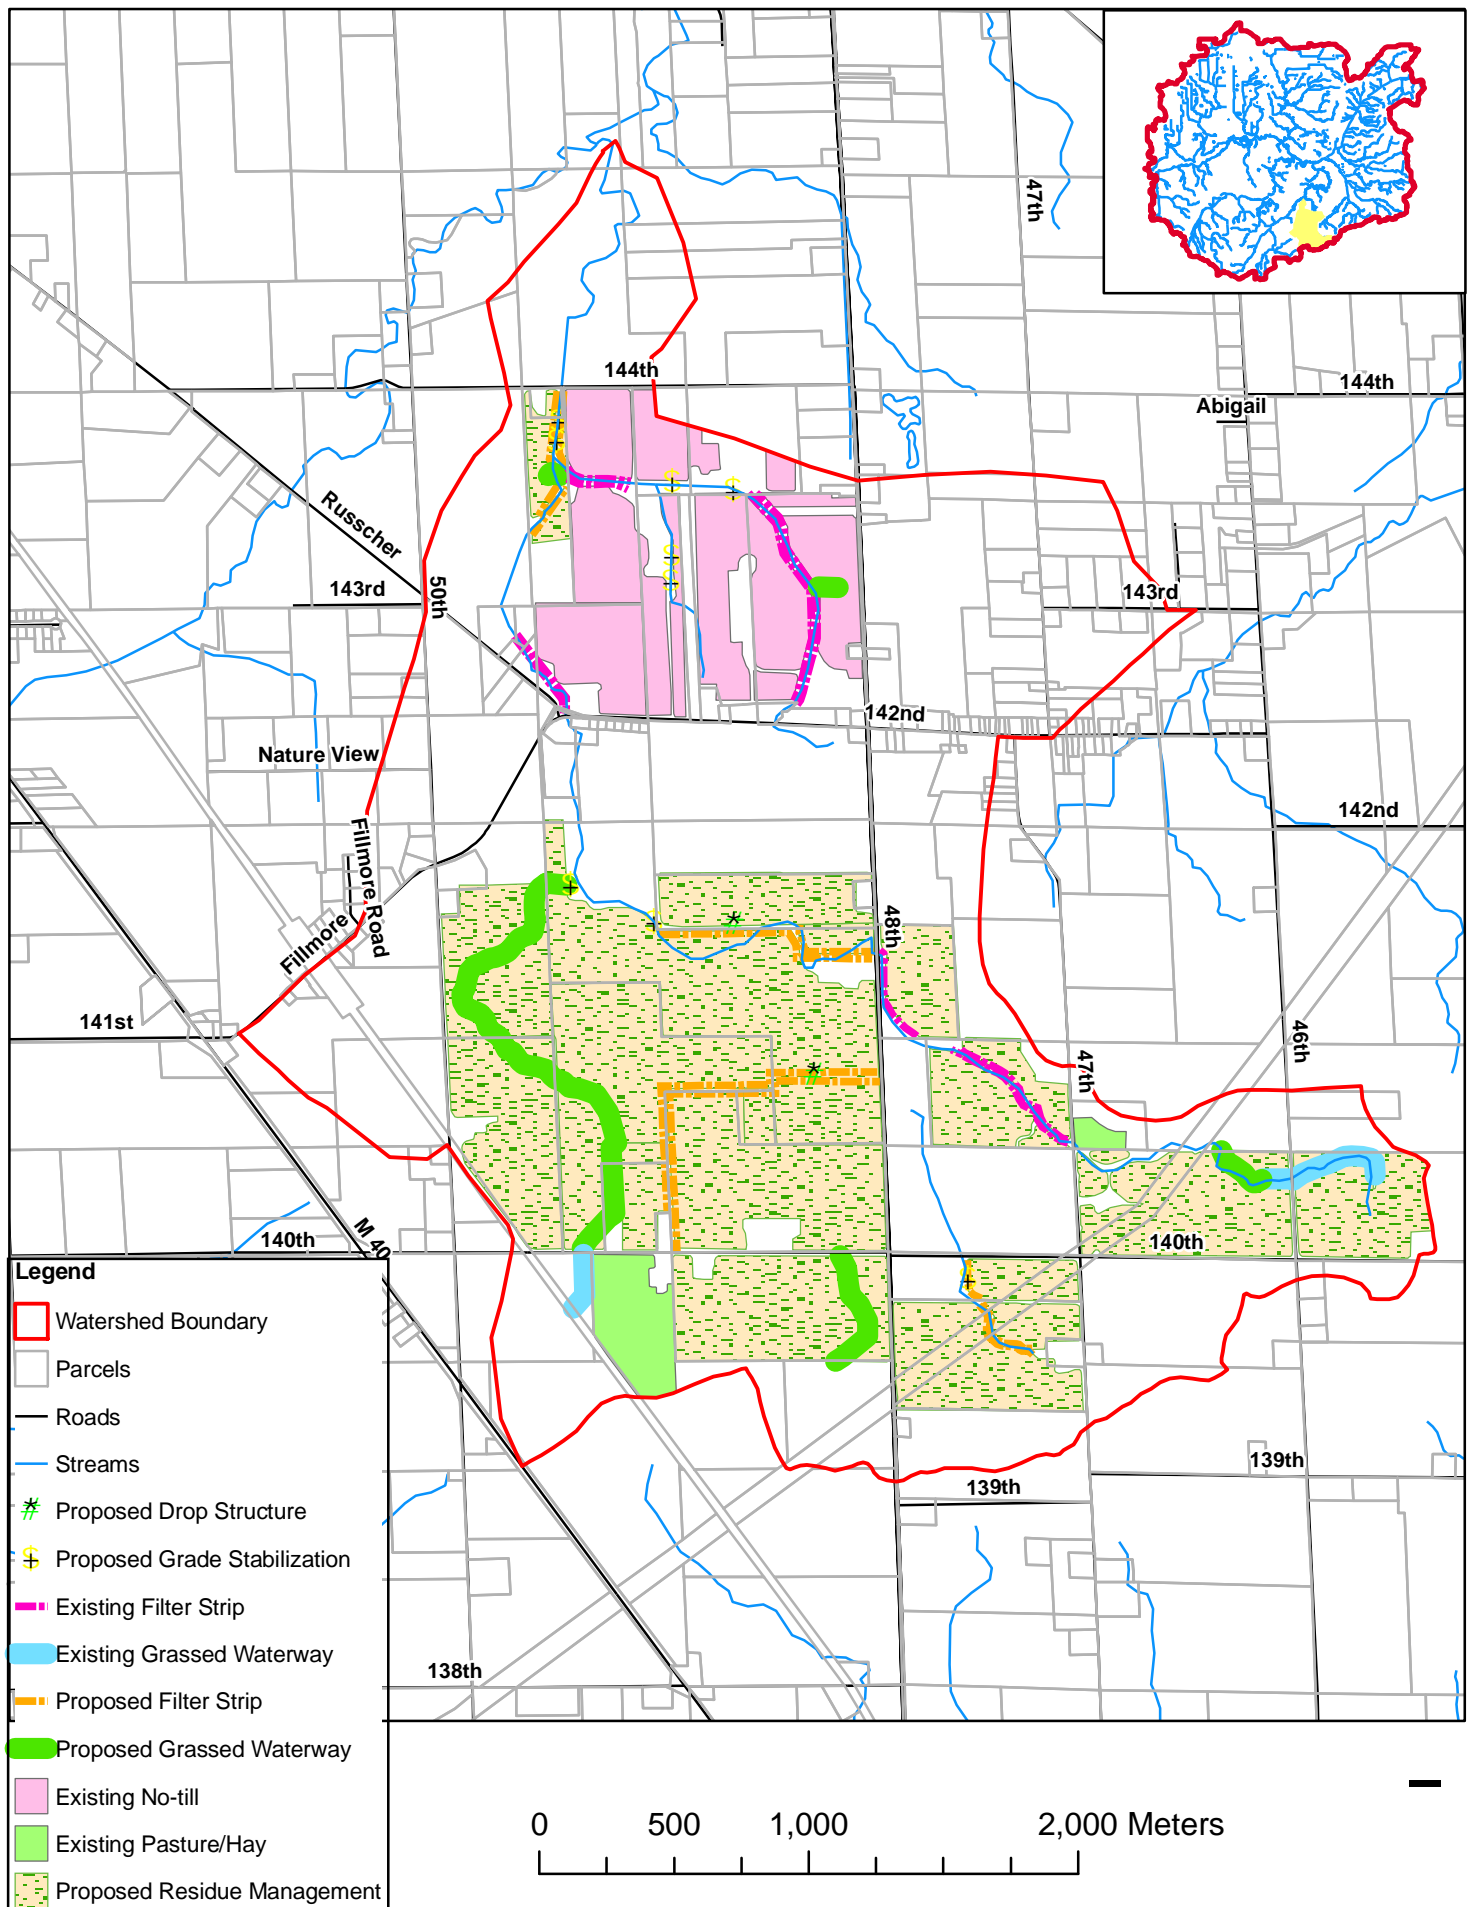 47th
144th
144th
Abigail
Russcher
143rd
50th
143rd
142nd
Nature View
142nd
Fillmore Road
Fillmore
48th
141st
46th
47th
M 40
140th
140th
139th
139th
138th
Legend
Watershed Boundary
Parcels
Roads
Streams
Proposed Drop Structure
Proposed Grade Stabilization
Existing Filter Strip
Existing Grassed Waterway
Proposed Filter Strip
Proposed Grassed Waterway
Existing No-till
Existing Pasture/Hay
Proposed Residue Management
0 500 1,000 2,000 Meters